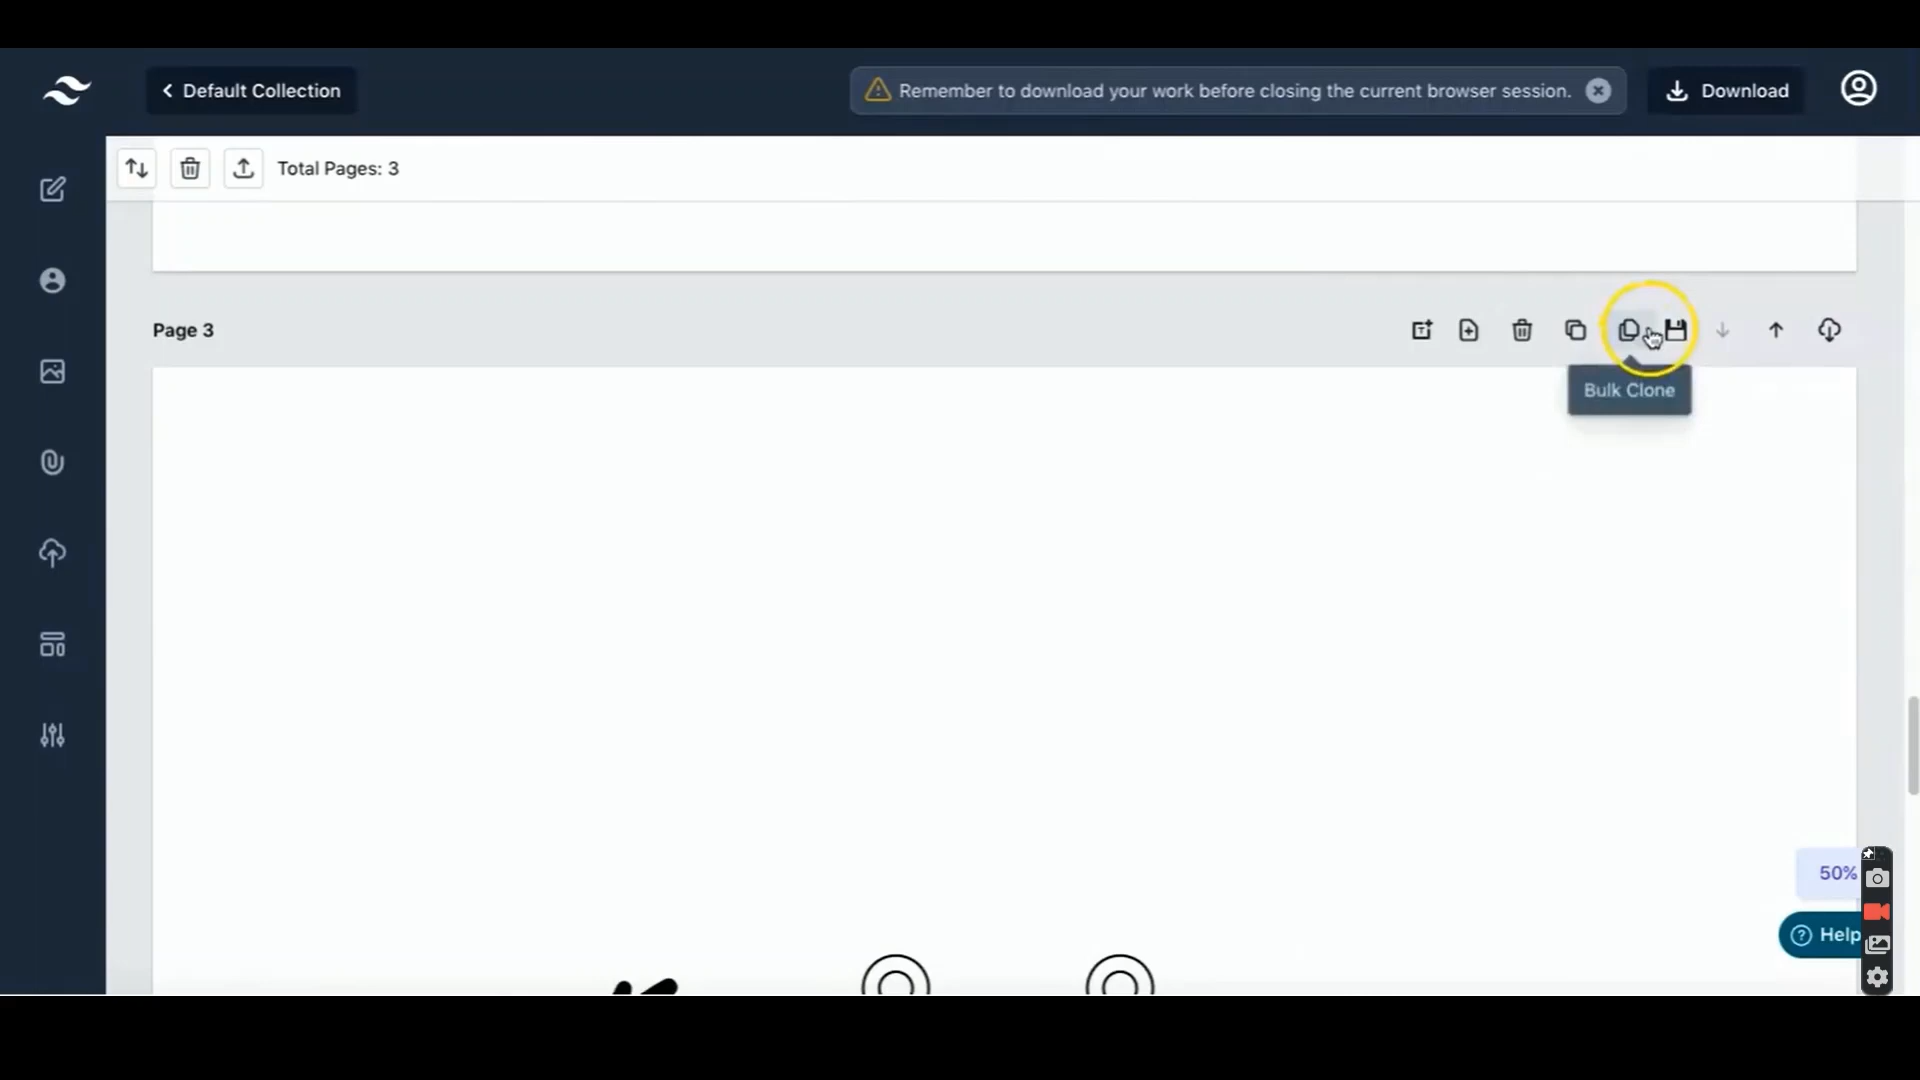 Default Collection
Remember to download your work before closing the current browser session.
Download
Total Pages: 3
Page 3
Bulk Clone
50%
Help